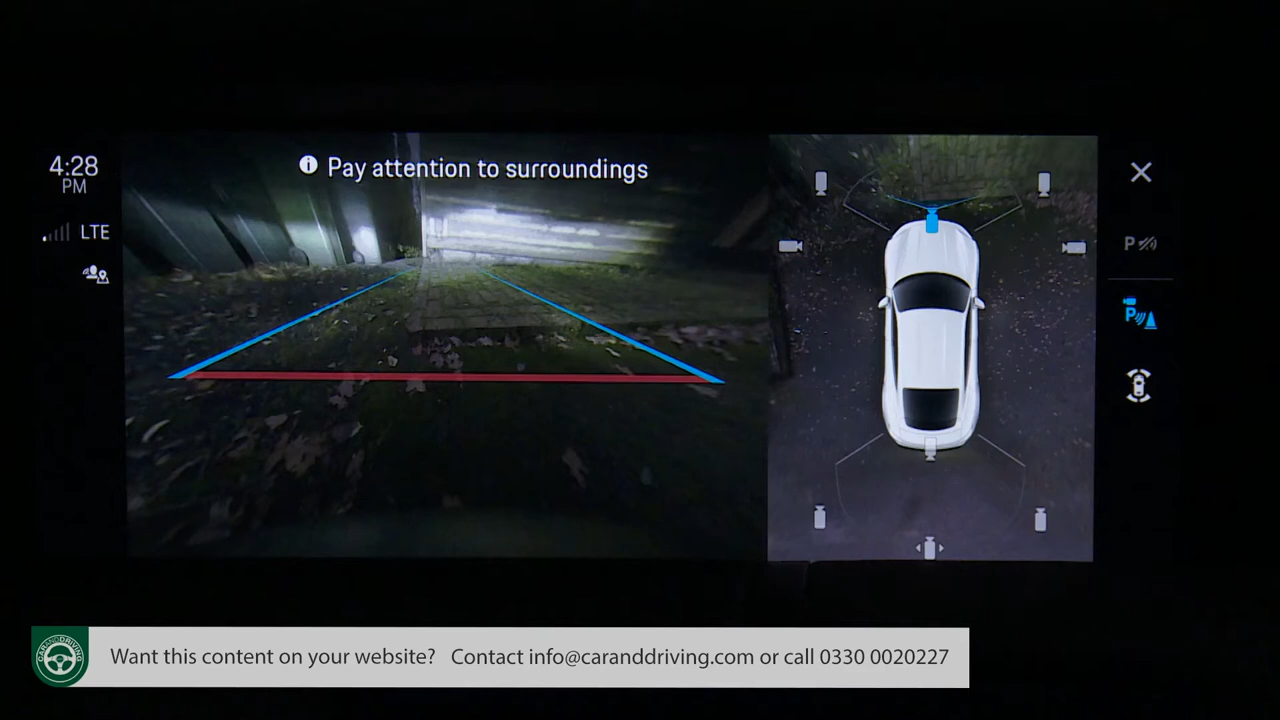 4:28
PM
LTE
Pay attention to surroundings
P
P
CARANDDRIVING
Want this content on your website? Contact info@caranddriving.com or call 0330 0020227